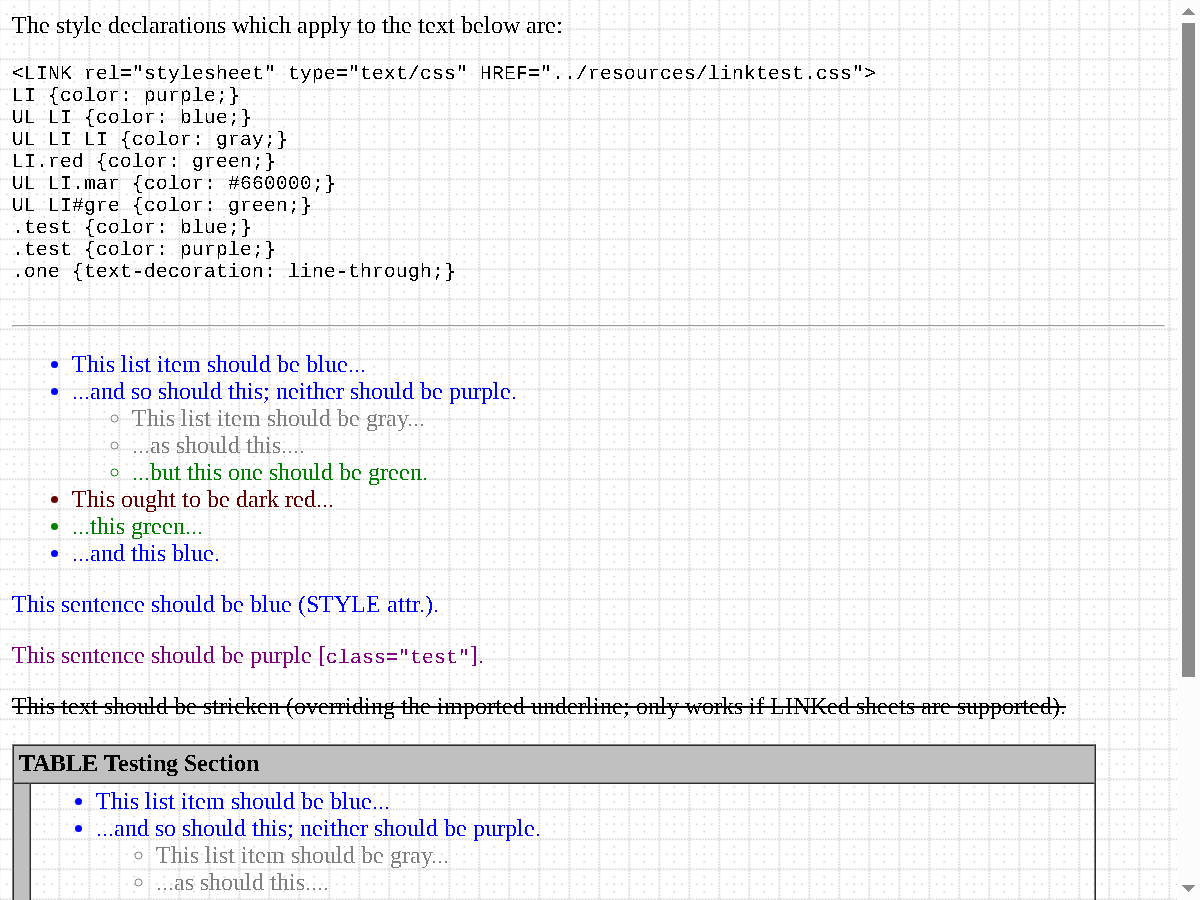 The style declarations which apply to the text below are:
<LINK rel="stylesheet" type="text/css" HREF="../resources/linktest.css">
LI {color: purple;}
UL LI {color: blue;}
UL LI LI {color: gray;}
LI.red {color: green;}
UL LI.mar {color: #660000;}
UL LI#gre {color: green;}
.test {color: blue;}
.test {color: purple;}
.one {text-decoration: line-through;}
This list item should be blue...
...and so should this; neither should be purple.
This list item should be gray...
...as should this....
...but this one should be green.
This ought to be dark red...
...this green...
...and this blue.
This sentence should be blue (STYLE attr.).
This sentence should be purple [class="test"].
This text should be stricken (overriding the imported underline; only works if LINKed sheets are supported).
TABLE Testing Section
This list item should be blue...
...and so should this; neither should be purple.
This list item should be gray...
...as should this....